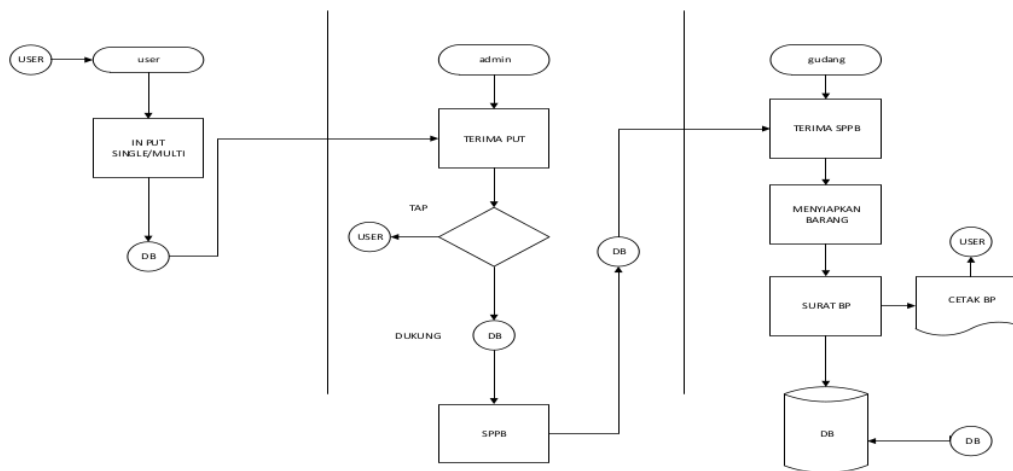 USER
user
IN PUT
SINGLE/MULTI
DB
admin
TERIMA PUT
TAP
USER
DUKUNG
DB
SPPB
DB
gudang
TERIMA SPPB
MENYIAPKAN
BARANG
SURAT BP
USER
CETAK BP
DB
DB